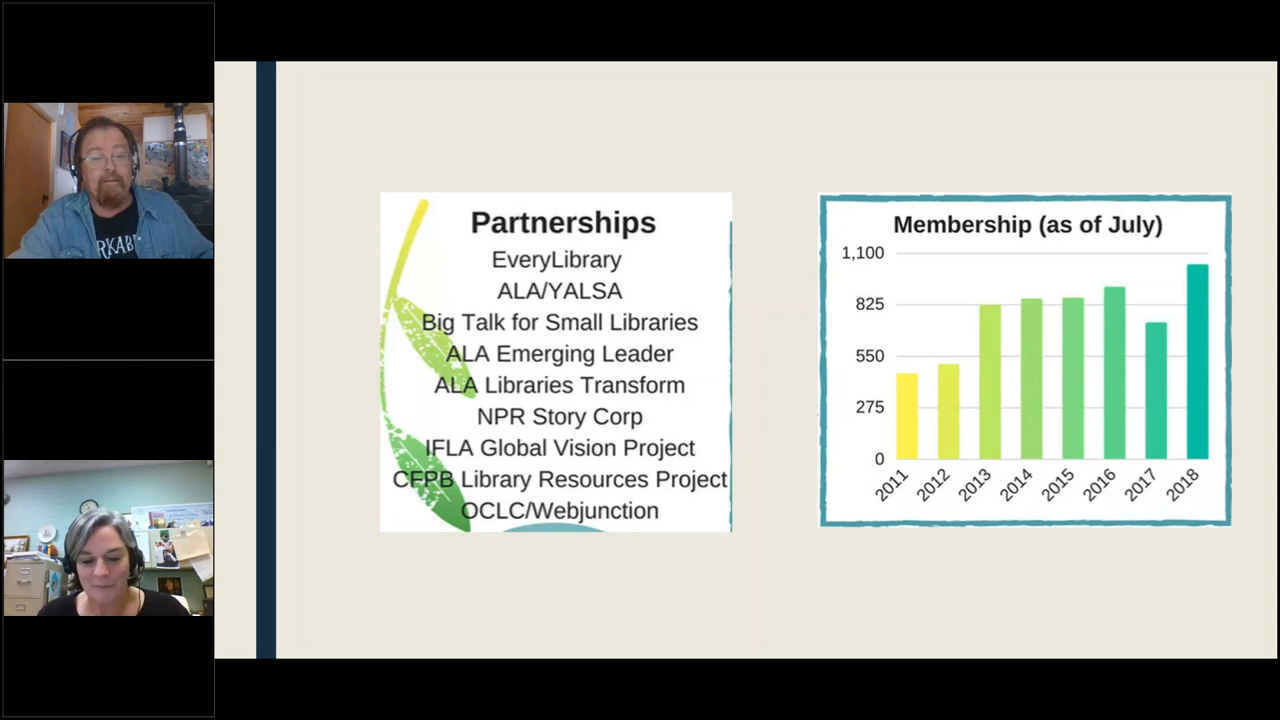 Partnerships
EveryLibrary
ALA/YALSA
Big Talk for Small Libraries
ALA Emerging Leader
ALA Libraries Transform
NPR Story Corp
IFLA Global Vision Project
CFPB Library Resources Project
OCLC/Webjunction
Membership (as of July)
1,100
825
550
275
0
2011
2012
2013
2014
2015
2016
2017
2018